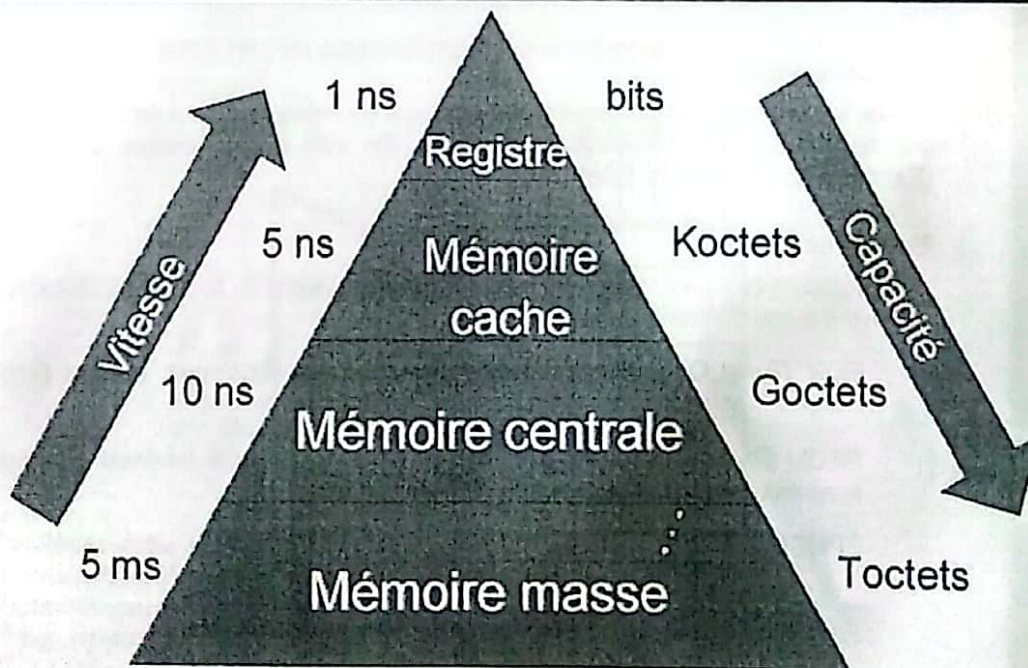 1 ns
bits
Registre
5 ns
Mémoire
cache
Koctets
Vitesse
Capacité
10 ns
Mémoire centrale
Goctets
5 ms
Mémoire masse
Toctets